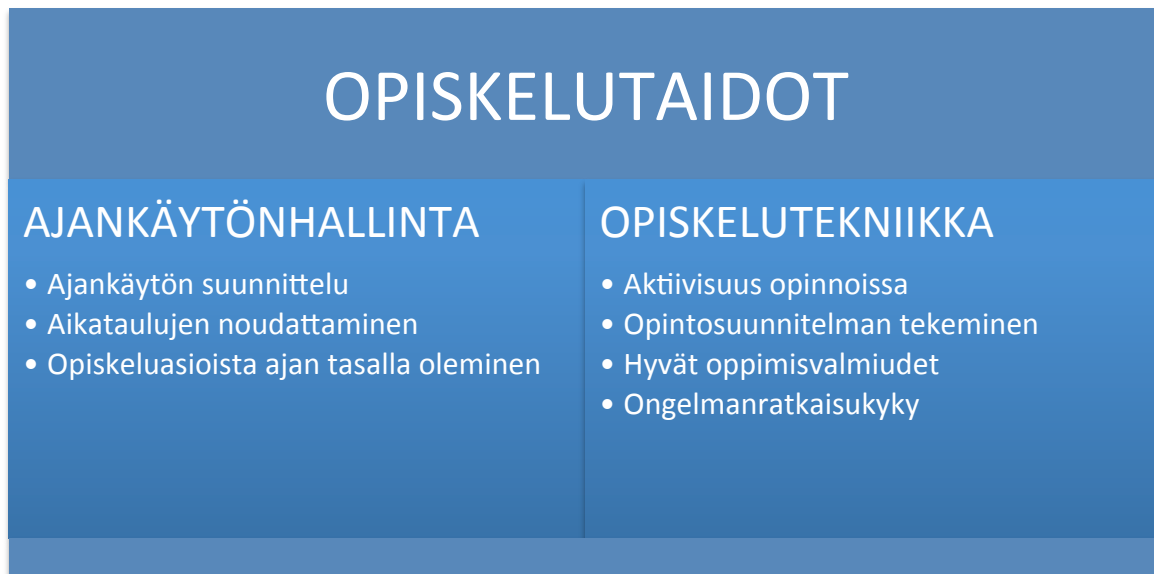 OPISKELUTAIDOT
AJANKÄYTÖNHALLINTA
• Ajankäytön suunnittelu
• Aikataulujen noudattaminen
• Opiskeluasioista ajan tasalla oleminen
OPISKELUTEKNIIKKA
• Aktiivisuus opinnoissa
• Opintosuunnitelman tekeminen
• Hyvät oppimisvalmiudet
• Ongelmanratkaisukyky